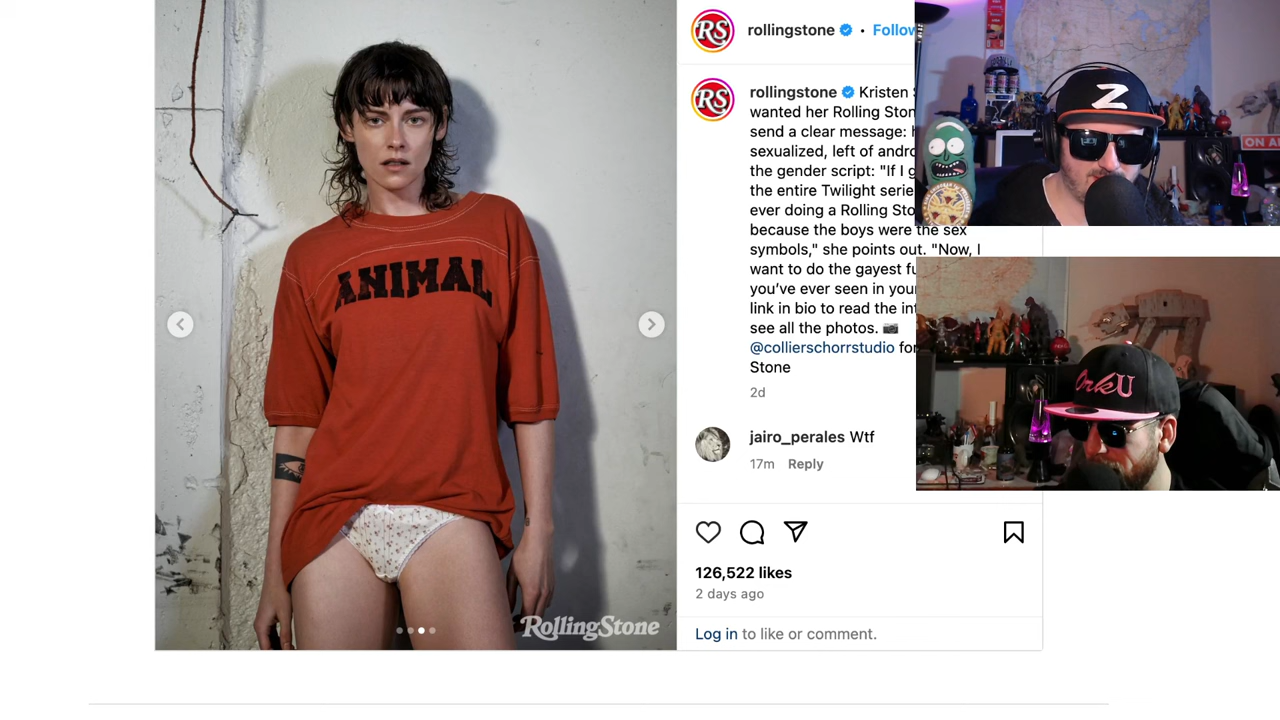 ANIMAL
RollingStone
RS
rollingstone • Follow
RS
rollingstone Kristen
wanted her Rolling Ston
send a clear message:
sexualized, left of andro
the gender script: "If I g
the entire Twilight serie
ever doing a Rolling Sto
because the boys were the sex
symbols," she points out. "Now, I
want to do the gayest fu
you've ever seen in your
link in bio to read the int
see all the photos.
@collierschorrstudio for
Stone
2d
jairo_perales Wtf
17m Reply
126,522 likes
2 days ago
Log in to like or comment.
Z
ON A
OrkU